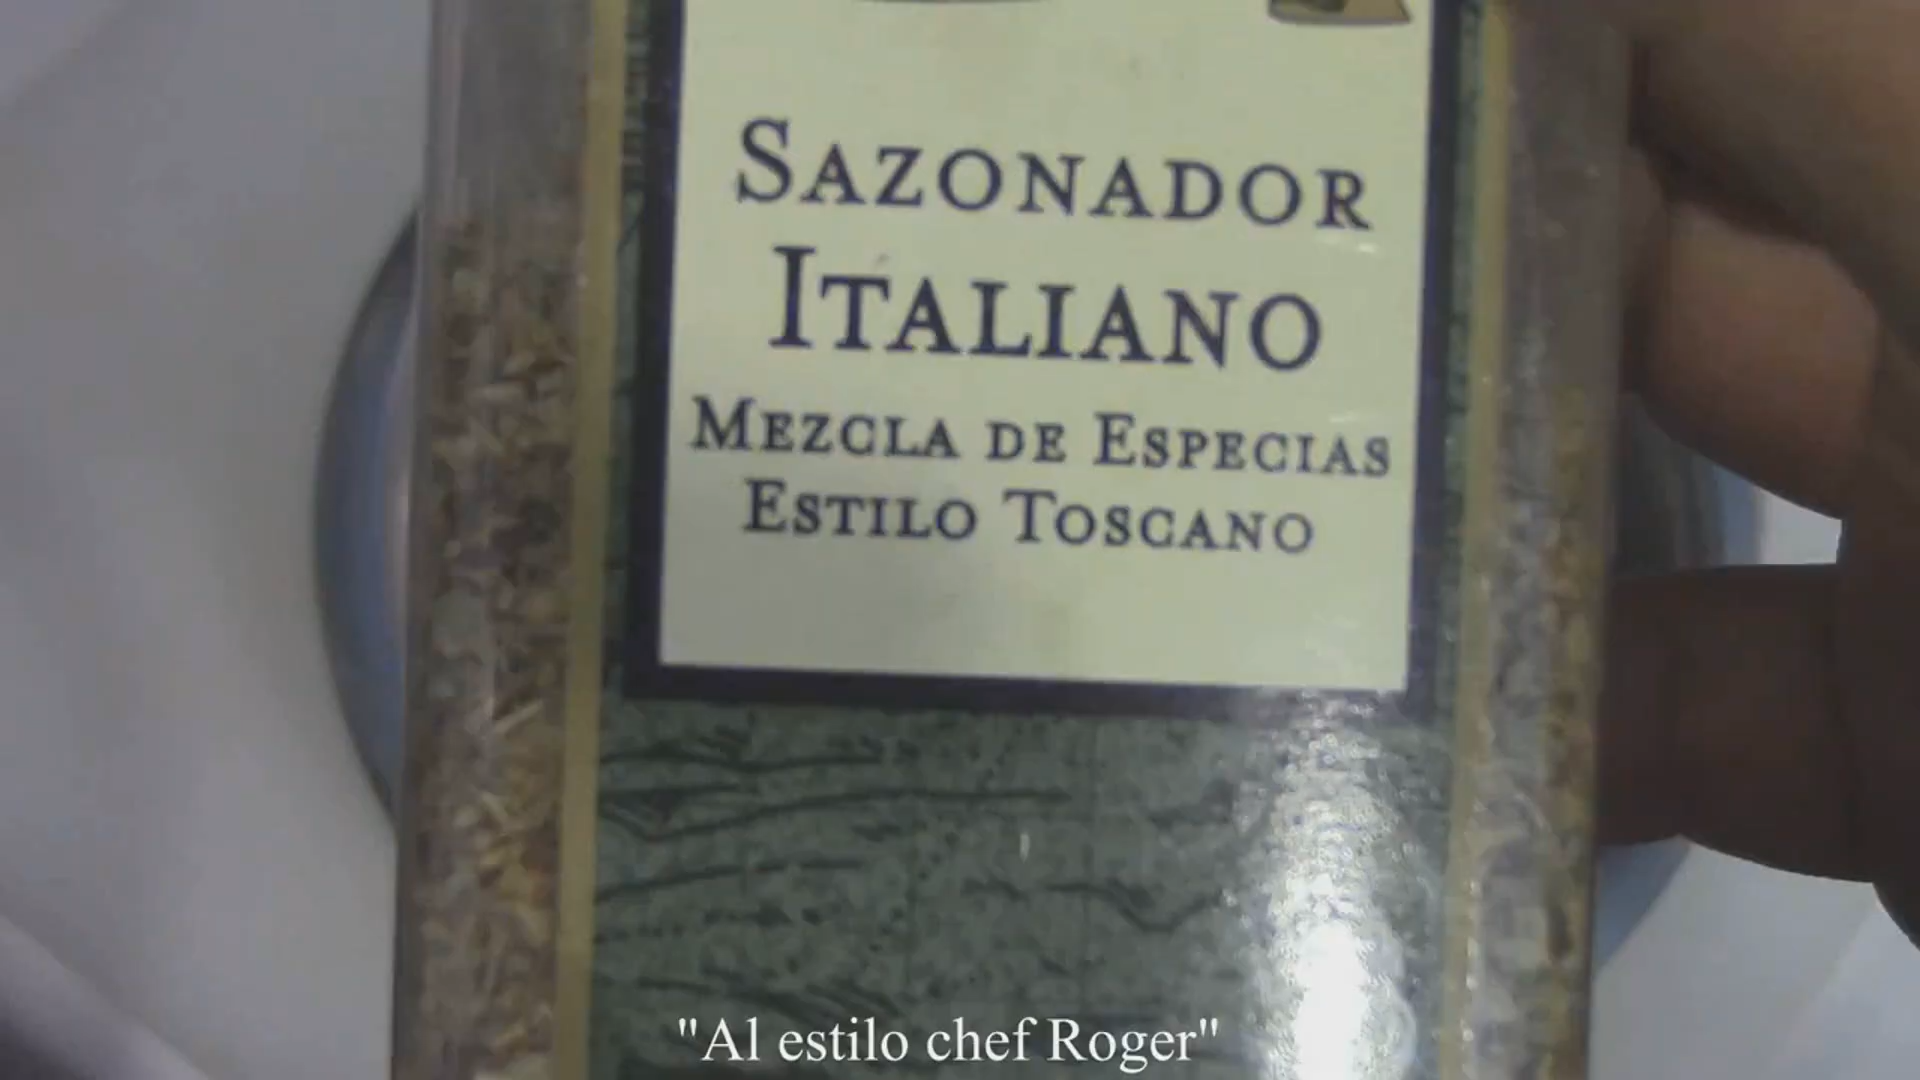 SAZONADOR
ITALIANO
MEZCLA DE ESPECIAS
ESTILO TOSCANO
"Al estilo chef Roger"